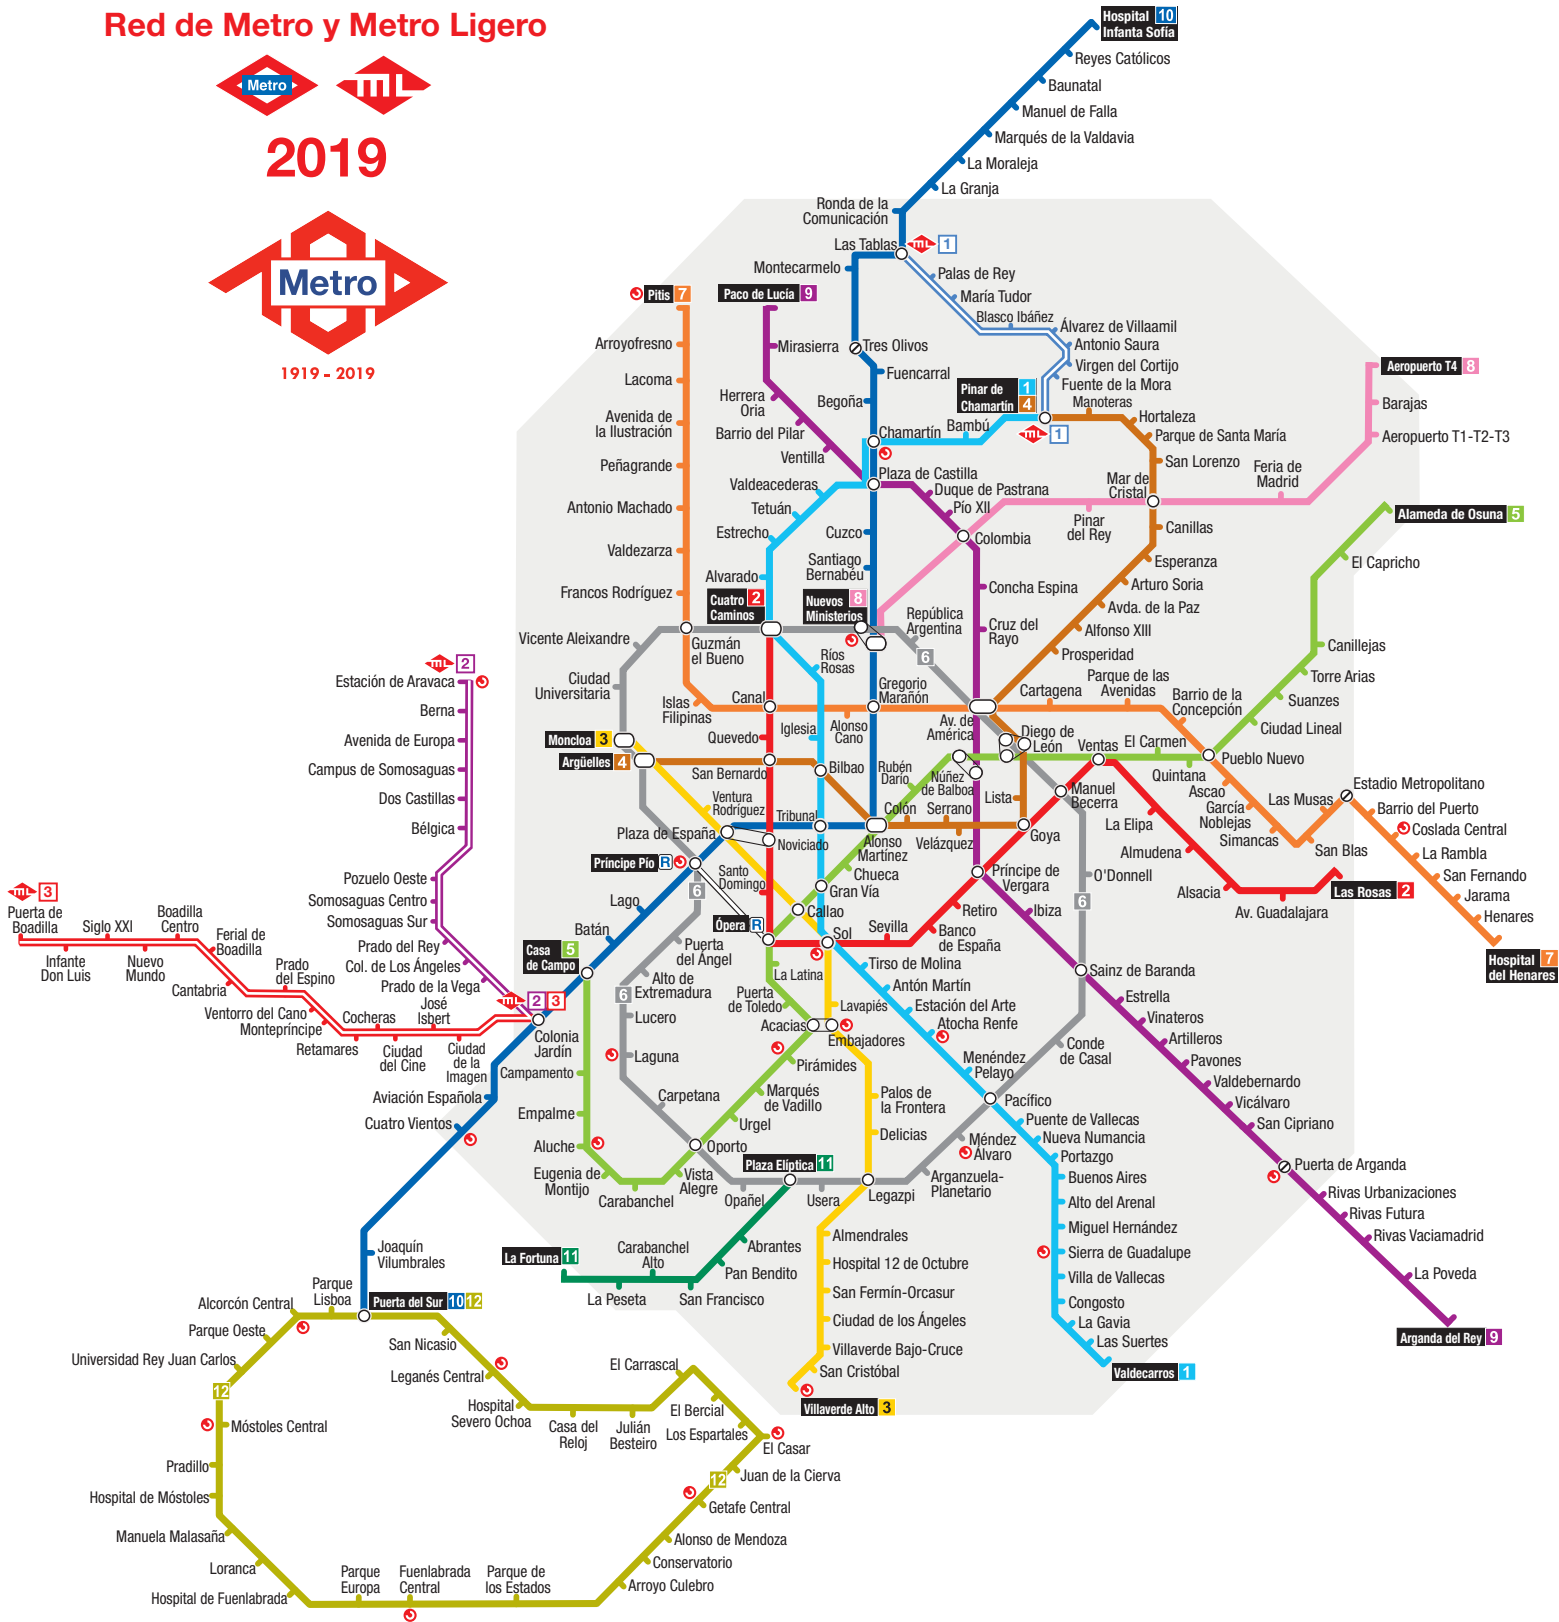 Red de Metro y Metro Ligero
Metro
mL
2019
Metro
1919 - 2019
Hospital 10
Infanta Sofía
Reyes Católicos
Baunatal
Manuel de Falla
Marqués de la Valdavia
La Moraleja
La Granja
Ronda de la
Comunicación
Las Tablas
mL 1
Montecarmelo
Palas de Rey
María Tudor
Blasco Ibáñez
Álvarez de Villaamil
Antonio Saura
Virgen del Cortijo
Fuente de la Mora
Pitis 7
Paco de Lucía 9
Arroyofresno
Mirasierra
Tres Olivos
Fuencarral
Lacoma
Herrera
Oria
Begoña
Pinar de 1
Chamartín 4
mL 1
Manoteras
Hortaleza
Aeropuerto T4 8
Barajas
Aeropuerto T1-T2-T3
Avenida de
la Ilustración
Barrio del Pilar
Chamartín
Bambú
Parque de Santa María
San Lorenzo
Peñagrande
Ventilla
Plaza de Castilla
Valdeacederas
Duque de Pastrana
Mar de
Cristal
Feria de
Madrid
Antonio Machado
Tetuán
Pío XII
Pinar
del Rey
Alameda de Osuna 5
Estrecho
Cuzco
Colombia
Canillas
Valdezarza
Santiago
Bernabéu
Esperanza
El Capricho
Alvarado
Concha Espina
Arturo Soria
Francos Rodríguez
Cuatro 2
Caminos
Nuevos 8
Ministerios
República
Argentina
Cruz del
Rayo
Avda. de la Paz
Alfonso XIII
Vicente Aleixandre
Guzmán
el Bueno
Ríos
Rosas
6
Prosperidad
Canillejas
mL 2
Estación de Aravaca
Ciudad
Universitaria
Gregorio
Marañón
Cartagena
Parque de las
Avenidas
Torre Arias
Suanzes
Berna
Islas
Filipinas
Canal
Iglesia
Alonso
Cano
Av. de
América
Barrio de la
Concepción
Ciudad Lineal
Avenida de Europa
Moncloa 3
Quevedo
Diego de
León
Ventas
El Carmen
Campus de Somosaguas
Argüelles 4
San Bernardo
Bilbao
Rubén
Darío
Núñez
de Balboa
Quintana
Pueblo Nuevo
Dos Castillas
Ventura
Rodríguez
Lista
Manuel
Becerra
Ascao
García
Noblejas
Las Musas
Estadio Metropolitano
Bélgica
Plaza de España
Tribunal
Colón
Serrano
La Elipa
Simancas
Barrio del Puerto
Coslada Central
Noviciado
Alonso
Martínez
Velázquez
Goya
San Blas
La Rambla
Príncipe Pío R
Pozuelo Oeste
6
Santo
Domingo
Chueca
Príncipe de
Vergara
O'Donnell
Almudena
San Fernando
Somosaguas Centro
Lago
Gran Vía
Alsacia
Las Rosas 2
Jarama
Somosaguas Sur
Ópera R
Callao
Retiro
Ibiza
6
Av. Guadalajara
Henares
mL 3
Puerta de
Boadilla
Siglo XXI
Boadilla
Centro
Batán
Sol
Sevilla
Banco
de España
Hospital 7
del Henares
Infante
Don Luis
Nuevo
Mundo
Ferial de
Boadilla
Prado del Rey
Casa 5
de Campo
Puerta
del Ángel
La Latina
Tirso de Molina
Sainz de Baranda
Cantabria
Prado
del Espino
Col. de Los Ángeles
Prado de la Vega
Alto de
Extremadura
6
Puerta
de Toledo
Lavapiés
Antón Martín
Estrella
mL 2 3
Ventorro del Cano
José
Isbert
Lucero
Acacias
Estación del Arte
Vinateros
Montepríncipe
Cocheras
Colonia
Jardín
Embajadores
Atocha Renfe
Artilleros
Retamares
Ciudad
del Cine
Ciudad
de la
Imagen
Laguna
Pirámides
Menéndez
Pelayo
Conde
de Casal
Pavones
Campamento
Valdebernardo
Aviación Española
Carpetana
Marqués
de Vadillo
Palos de
la Frontera
Pacífico
Vicálvaro
Cuatro Vientos
Empalme
Urgel
Delicias
Puente de Vallecas
San Cipriano
Aluche
Oporto
Méndez
Álvaro
Nueva Numancia
Portazgo
Puerta de Arganda
Eugenia de
Montijo
Vista
Alegre
Plaza Elíptica 11
Arganzuela-
Planetario
Buenos Aires
Rivas Urbanizaciones
Carabanchel
Opañel
Usera
Legazpi
Alto del Arenal
Rivas Futura
Joaquín
Vilumbrales
La Fortuna 11
Carabanchel
Alto
Abrantes
Almendrales
Miguel Hernández
Rivas Vaciamadrid
Pan Bendito
Hospital 12 de Octubre
Sierra de Guadalupe
La Peseta
San Francisco
San Fermín-Orcasur
Villa de Vallecas
La Poveda
Parque
Lisboa
Alcorcón Central
Puerta del Sur 10 12
Ciudad de los Ángeles
Congosto
La Gavia
Arganda del Rey 9
Parque Oeste
San Nicasio
Villaverde Bajo-Cruce
Las Suertes
Universidad Rey Juan Carlos
Leganés Central
El Carrascal
San Cristóbal
Valdecarros 1
12
Hospital
Severo Ochoa
El Bercial
Villaverde Alto 3
Móstoles Central
Casa del
Reloj
Julián
Besteiro
Los Espartales
El Casar
Pradillo
12
Juan de la Cierva
Hospital de Móstoles
Getafe Central
Manuela Malasaña
Alonso de Mendoza
Loranca
Parque
Europa
Fuenlabrada
Central
Parque de
los Estados
Conservatorio
Hospital de Fuenlabrada
Arroyo Culebro